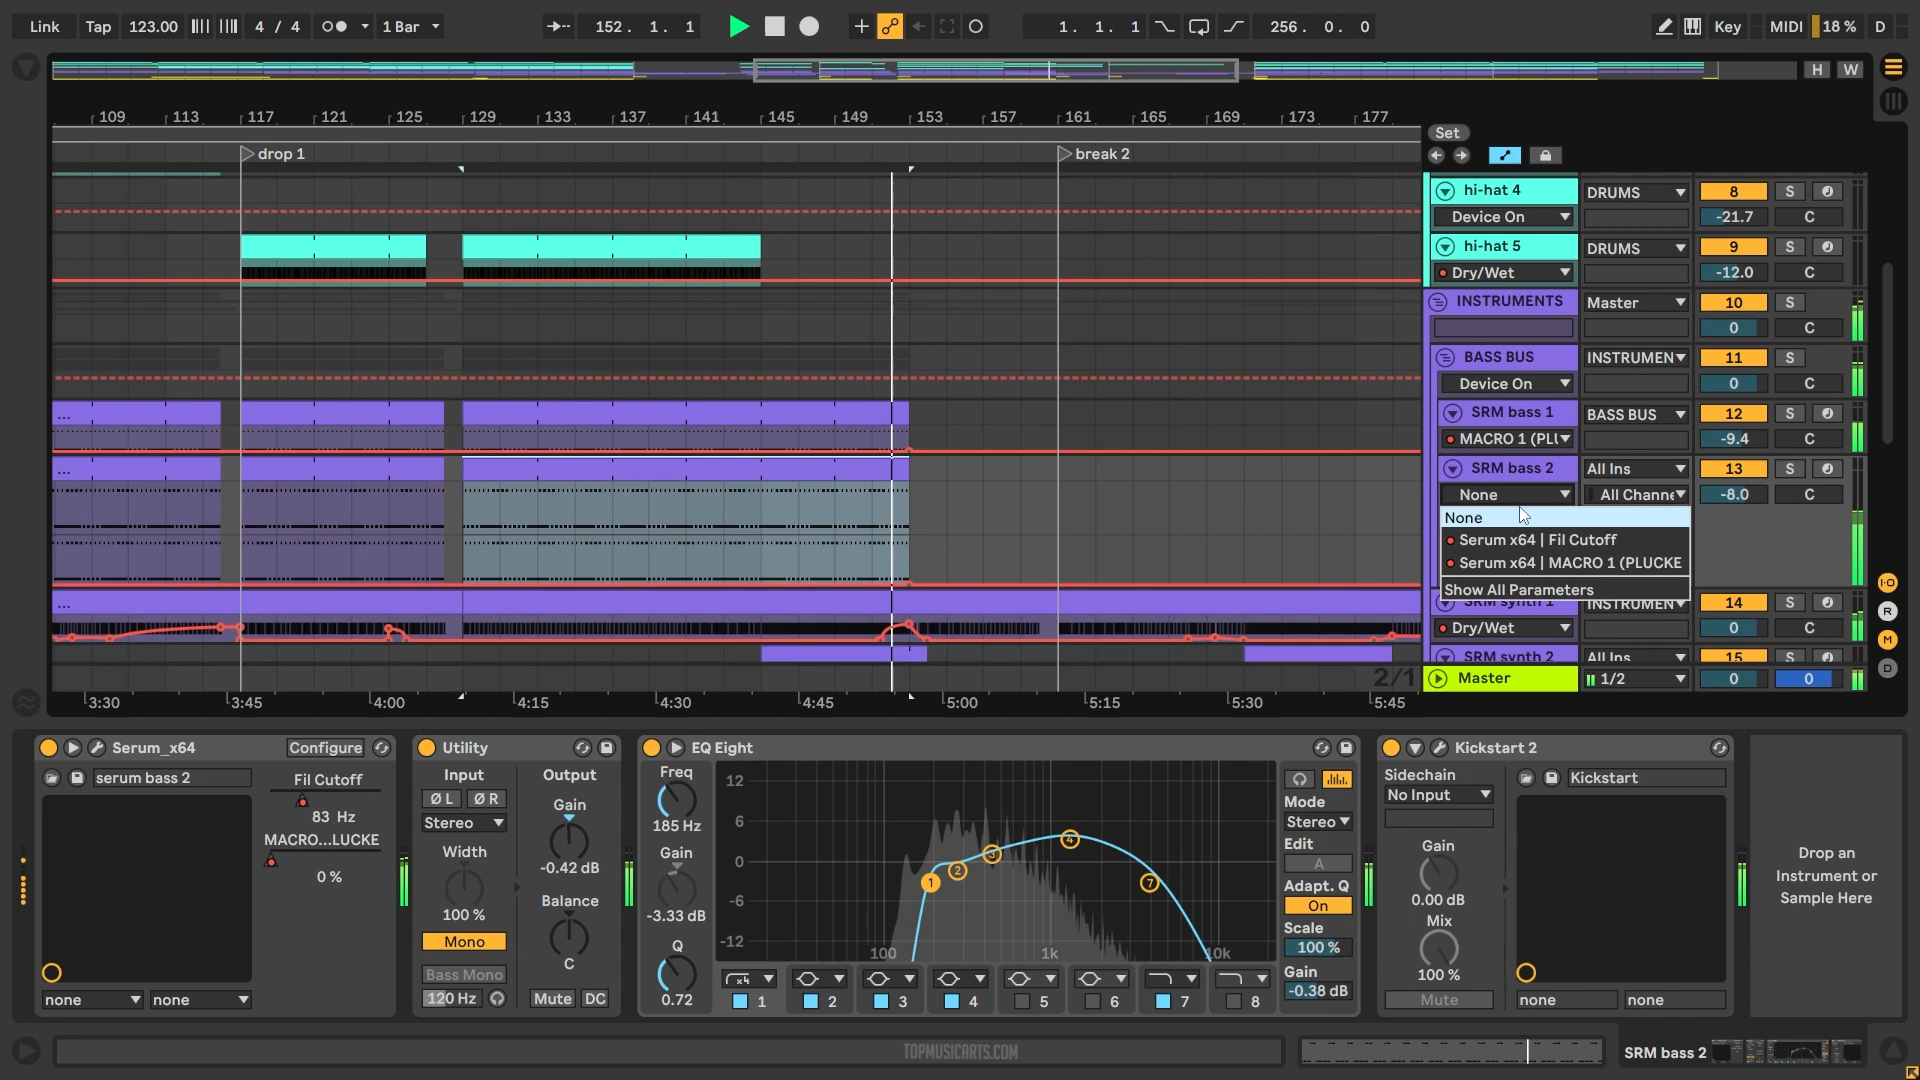 Link Tap 123.00 4 / 4 1 Bar 152. 1. 1 1. 1. 1 256. 0. 0 Key MIDI 18 % D
H W
109 113 117 121 125 129 133 137 141 145 149 153 157 161 165 169 173 177
Set
drop 1 break 2
hi-hat 4 DRUMS 8 S
Device On -21.7 C
hi-hat 5 DRUMS 9 S
Dry/Wet -12.0 C
INSTRUMENTS Master 10 S
0 C
BASS BUS INSTRUMEN 11 S
Device On 0 C
... SRM bass 1 BASS BUS 12 S
MACRO 1 (PLU -9.4 C
... SRM bass 2 All Ins 13 S
None All Channe -8.0 C
None
Serum x64 | Fil Cutoff
Serum x64 | MACRO 1 (PLUCKE
Show All Parameters
... SRM synth 1 INSTRUMEN 14 S
Dry/Wet 0 C
SRM synth 2 All Ins 15 S
2/1 Master 1/2 0 0
3:30 3:45 4:00 4:15 4:30 4:45 5:00 5:15 5:30 5:45
I·O
R
M
D
Serum_x64 Configure
serum bass 2
Fil Cutoff
83 Hz
MACRO...LUCKE
0 %
none none
Utility
Input Output
Ø L Ø R
Stereo
Gain
-0.42 dB
Width
100 %
Balance
Mono
C
Bass Mono
120 Hz Mute DC
EQ Eight
Freq
185 Hz
Gain
-3.33 dB
Q
0.72
12
6
0
-6
-12
100 1k 10k
1 2 3 4 7
x4
1 2 3 4 5 6 7 8
Mode
Stereo
Edit
A
Adapt. Q
On
Scale
100 %
Gain
-0.38 dB
Kickstart 2
Sidechain
No Input
Kickstart
Gain
0.00 dB
Mix
100 %
Mute
none none
Drop an
Instrument or
Sample Here
TOPMUSICARTS.COM
SRM bass 2